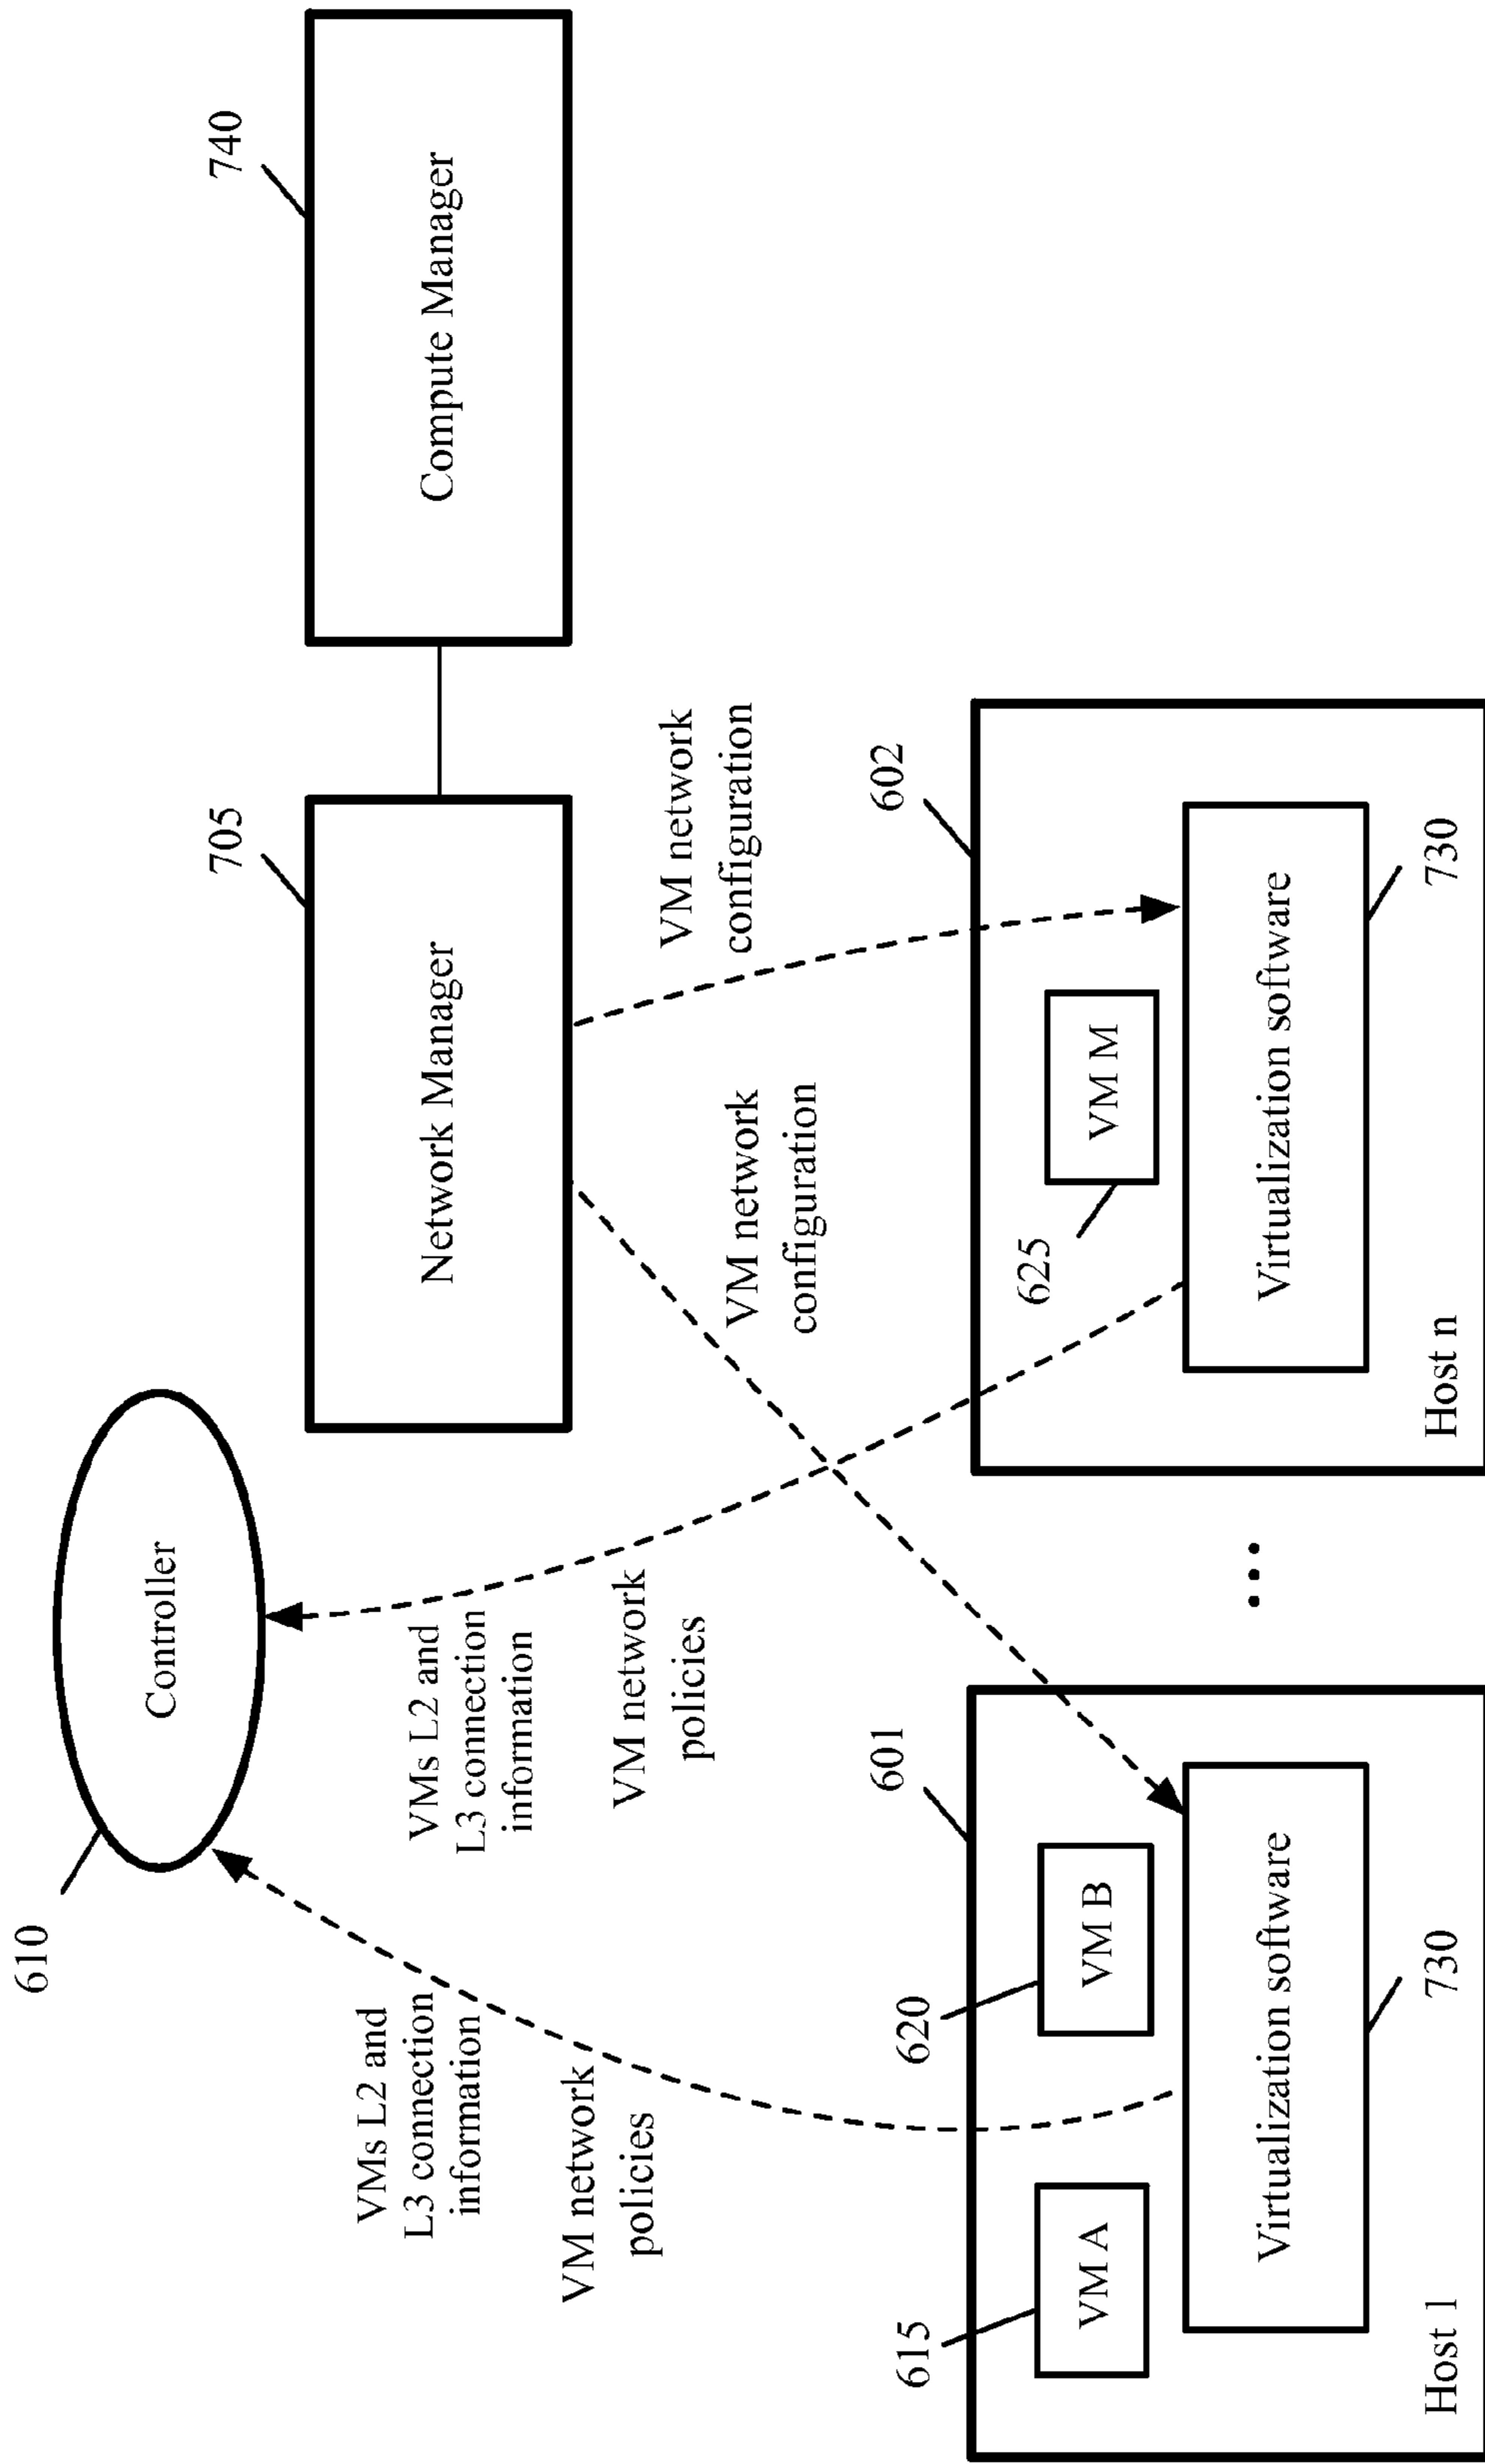 610
Controller
705
740
Network Manager
Compute Manager
VMs L2 and
L3 connection
information
VM network
policies
VMs L2 and
L3 connection
information
VM network
policies
VM network
configuration
VM network
configuration
601
602
615
620
625
VM A
VM B
VM M
Virtualization software
Virtualization software
Host 1
730
...
Host n
730